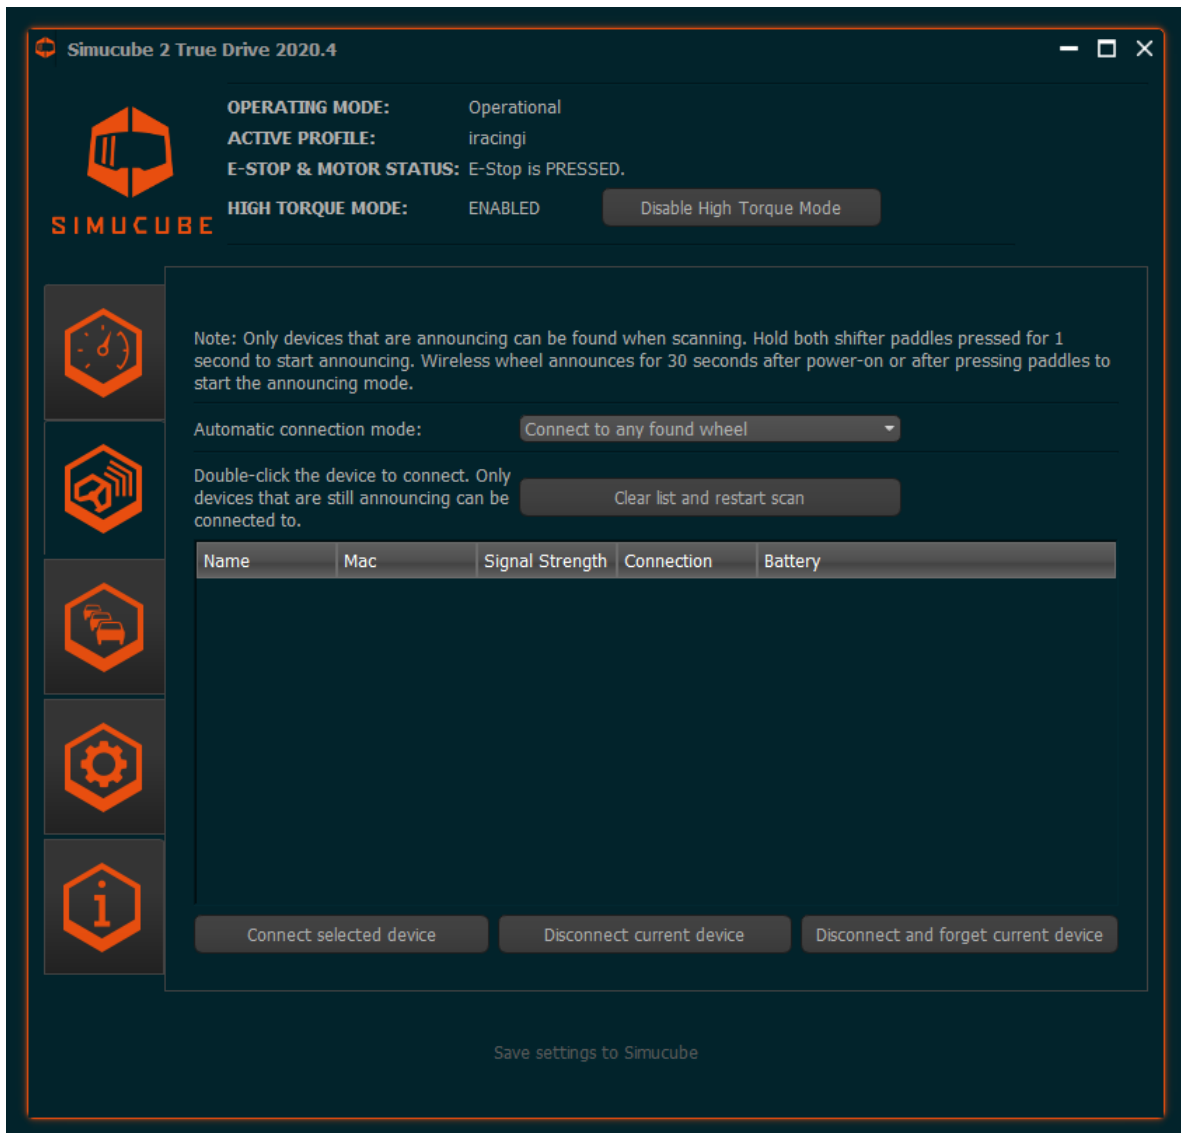 Simucube 2 True Drive 2020.4
OPERATING MODE: Operational
ACTIVE PROFILE: iracingi
E-STOP & MOTOR STATUS: E-Stop is PRESSED.
HIGH TORQUE MODE: ENABLED Disable High Torque Mode
SIMUCUBE
Note: Only devices that are announcing can be found when scanning. Hold both shifter paddles pressed for 1
second to start announcing. Wireless wheel announces for 30 seconds after power-on or after pressing paddles to
start the announcing mode.
Automatic connection mode: Connect to any found wheel
Double-click the device to connect. Only
devices that are still announcing can be
connected to.
Clear list and restart scan
Name Mac Signal Strength Connection Battery
Connect selected device Disconnect current device Disconnect and forget current device
Save settings to Simucube